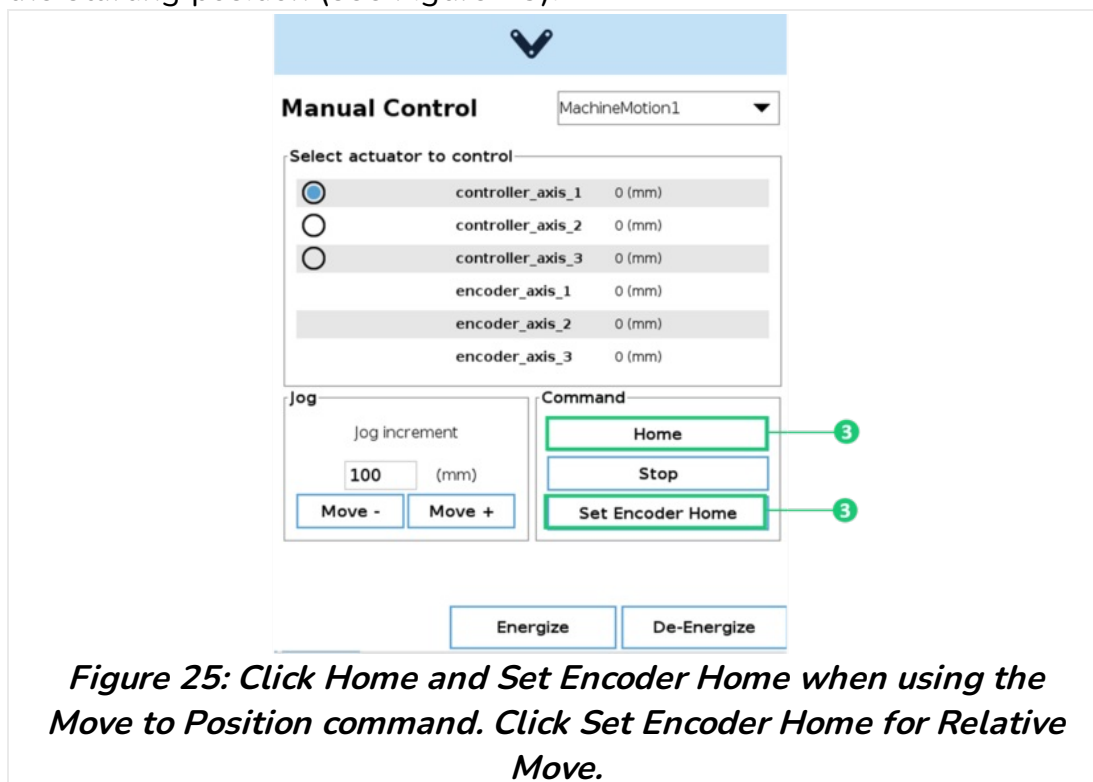 Manual Control
MachineMotion1
Select actuator to control
controller_axis_1 0 (mm)
controller_axis_2 0 (mm)
controller_axis_3 0 (mm)
encoder_axis_1 0 (mm)
encoder_axis_2 0 (mm)
encoder_axis_3 0 (mm)
Jog
Jog increment
100 (mm)
Move - Move +
Command
Home
3
Stop
Set Encoder Home
3
Energize De-Energize
Figure 25: Click Home and Set Encoder Home when using the
Move to Position command. Click Set Encoder Home for Relative
Move.